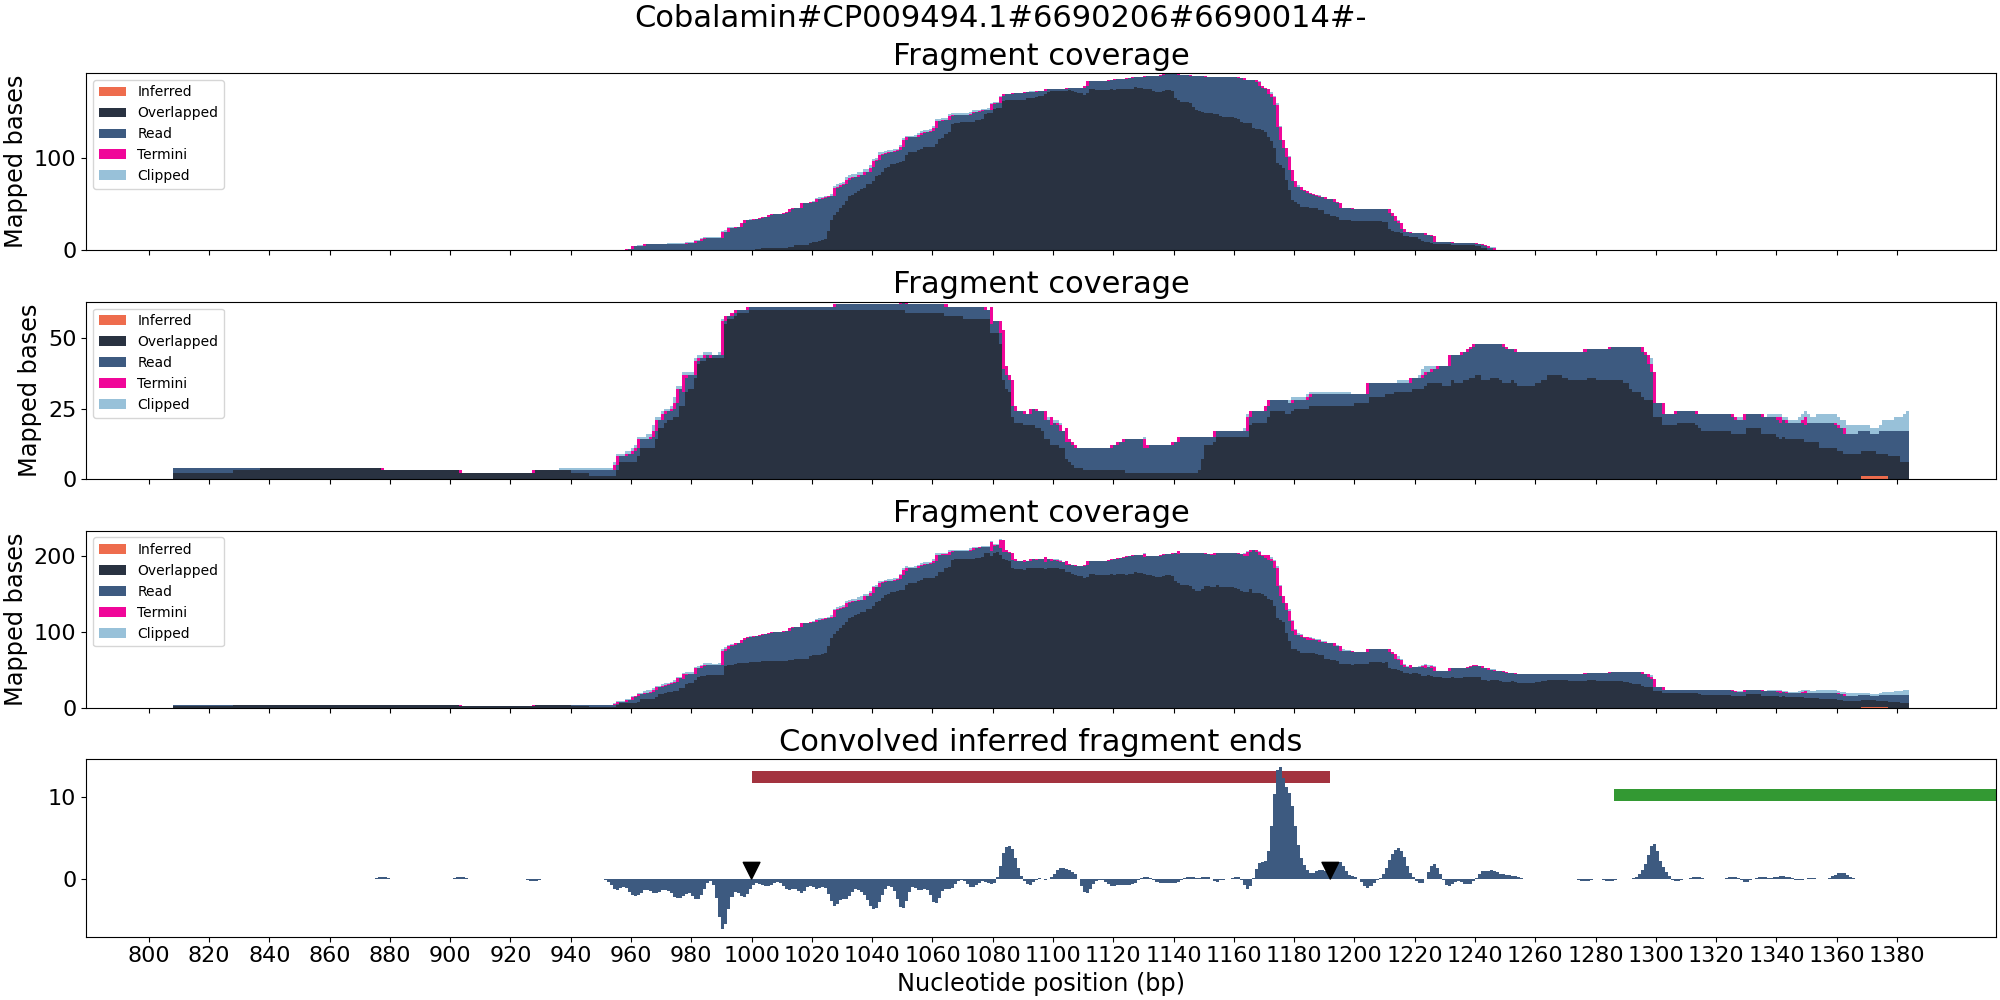 Cobalamin#CP009494.1#6690206#6690014#-
Fragment coverage
Mapped bases
100
0
Inferred
Overlapped
Read
Termini
Clipped
Fragment coverage
Mapped bases
50
25
0
Inferred
Overlapped
Read
Termini
Clipped
Fragment coverage
Mapped bases
200
100
0
Inferred
Overlapped
Read
Termini
Clipped
Convolved inferred fragment ends
10
0
800 820 840 860 880 900 920 940 960 980 1000 1020 1040 1060 1080 1100 1120 1140 1160 1180 1200 1220 1240 1260 1280 1300 1320 1340 1360 1380
Nucleotide position (bp)